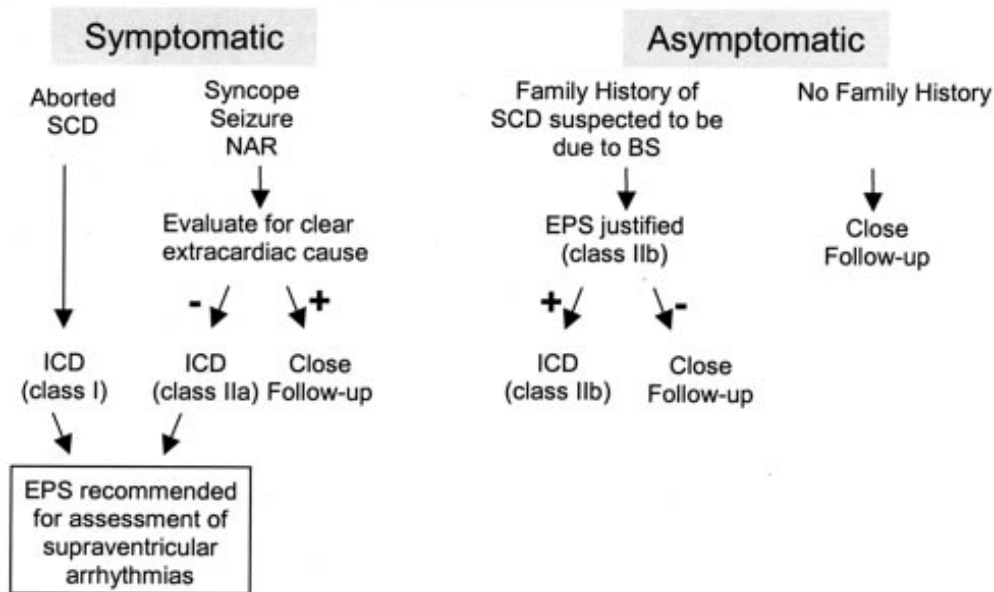 Symptomatic
Aborted
SCD
Syncope
Seizure
NAR
Evaluate for clear
extracardiac cause
-
+
ICD
(class I)
ICD
(class IIa)
Close
Follow-up
EPS recommended
for assessment of
supraventricular
arrhythmias
Asymptomatic
Family History of
SCD suspected to be
due to BS
EPS justified
(class IIb)
+
-
ICD
(class IIb)
Close
Follow-up
No Family History
Close
Follow-up